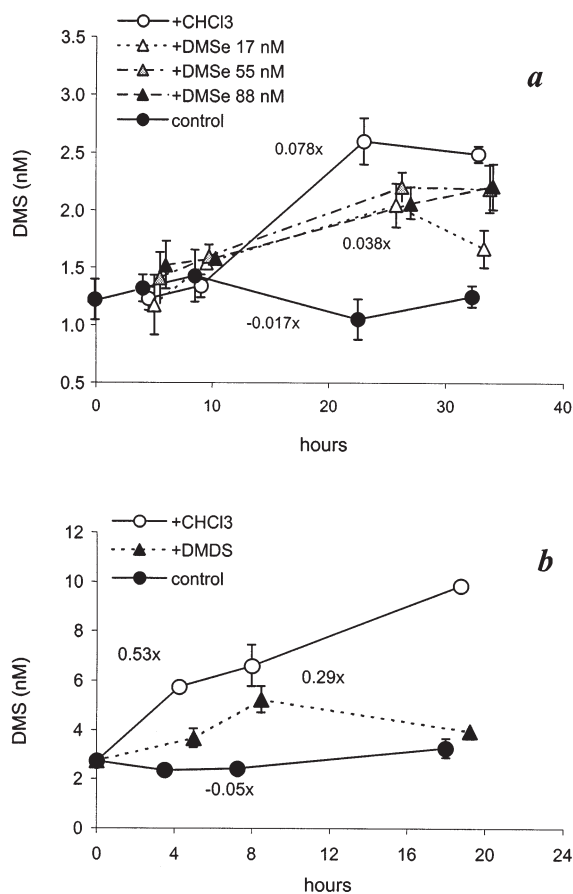 +CHCl3
+DMSe 17 nM
+DMSe 55 nM
+DMSe 88 nM
control
a
3.5
3.0
2.5
2.0
1.5
1.0
0.5
DMS (nM)
0.078x
0.038x
-0.017x
0 10 20 30 40
hours
+CHCl3
+DMDS
control
b
12
10
8
6
4
2
0
DMS (nM)
0.53x
0.29x
-0.05x
0 4 8 12 16 20 24
hours